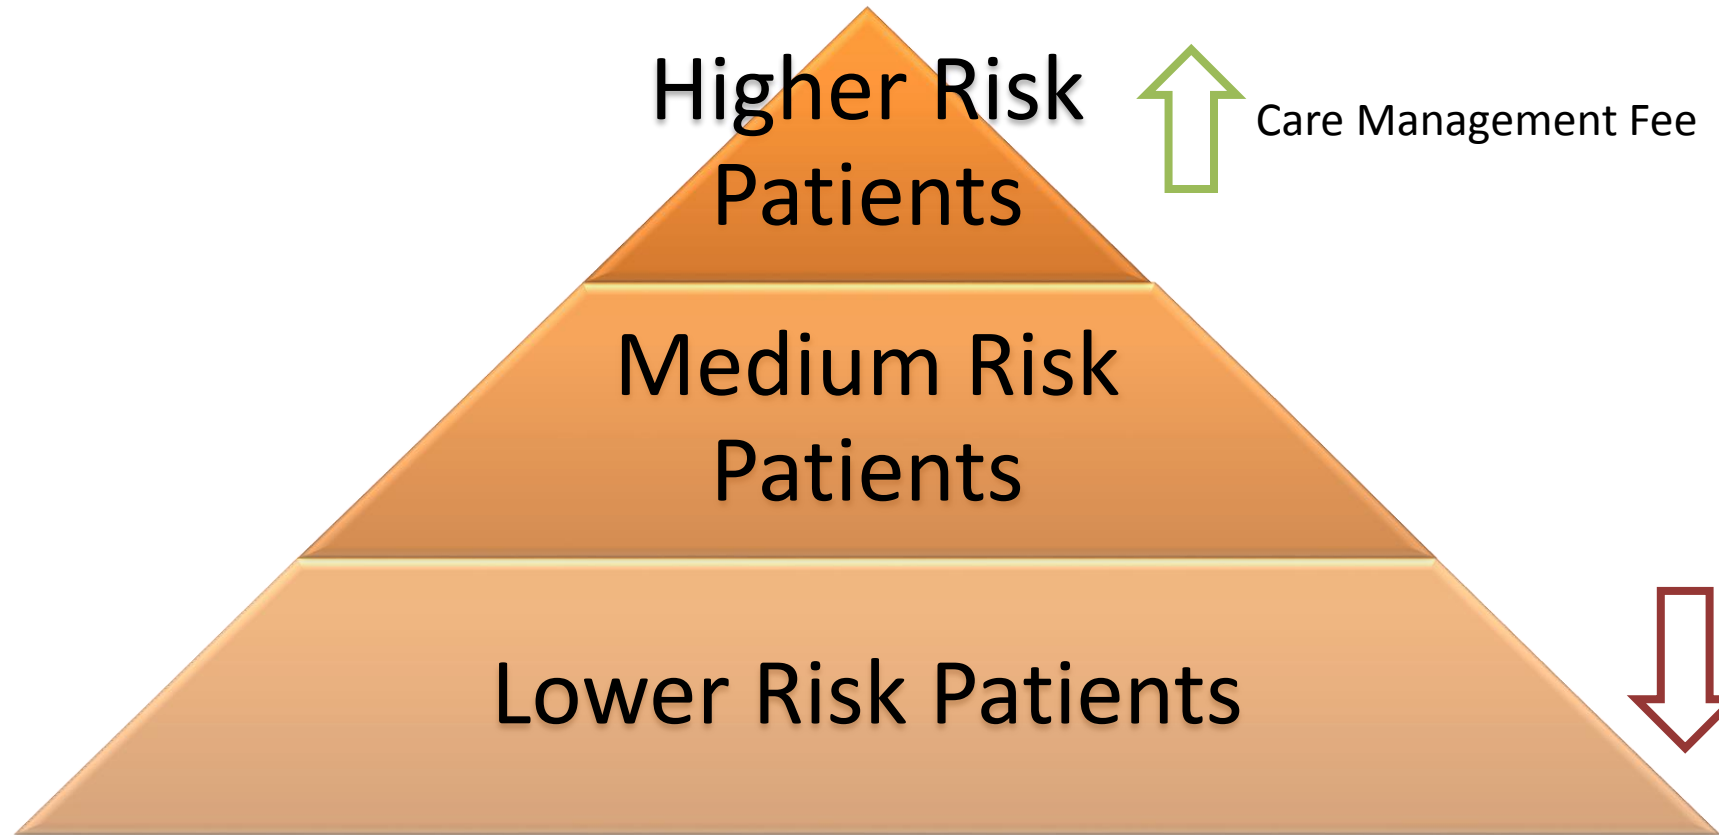 Higher Risk
Patients
Care Management Fee
Medium Risk
Patients
Lower Risk Patients